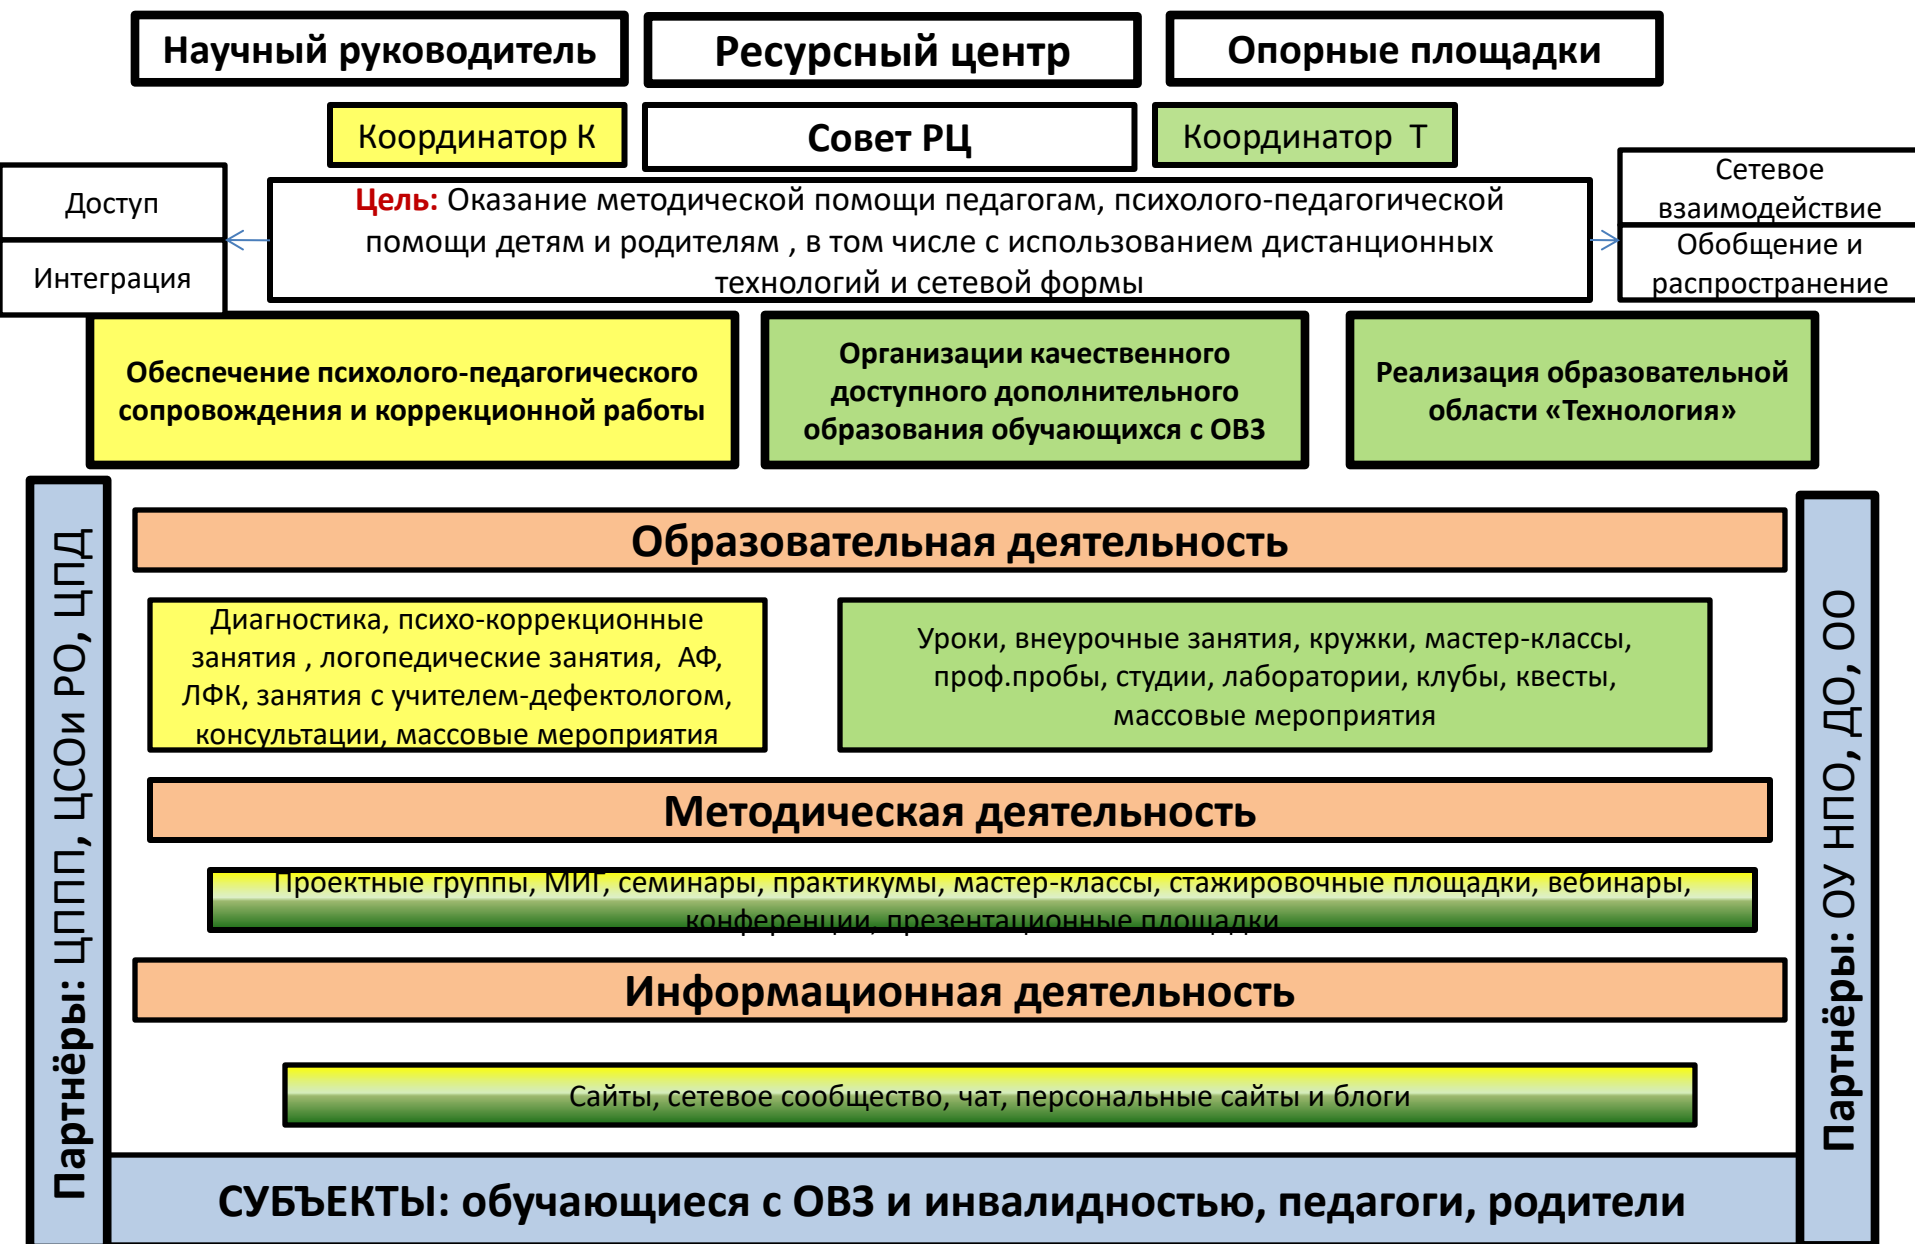 Научный руководитель
Ресурсный центр
Опорные площадки
Координатор К
Совет РЦ
Координатор Т
Доступ
Интеграция
Цель: Оказание методической помощи педагогам, психолого-педагогической
помощи детям и родителям , в том числе с использованием дистанционных
технологий и сетевой формы
Сетевое
взаимодействие
Обобщение и
распространение
Обеспечение психолого-педагогического
сопровождения и коррекционной работы
Организации качественного
доступного дополнительного
образования обучающихся с ОВЗ
Реализация образовательной
области «Технология»
Партнёры: ЦППП, ЦСОи РО, ЦПД
Образовательная деятельность
Диагностика, психо-коррекционные
занятия , логопедические занятия, АФ,
ЛФК, занятия с учителем-дефектологом,
консультации, массовые мероприятия
Уроки, внеурочные занятия, кружки, мастер-классы,
проф.пробы, студии, лаборатории, клубы, квесты,
массовые мероприятия
Методическая деятельность
Проектные группы, МИГ, семинары, практикумы, мастер-классы, стажировочные площадки, вебинары,
конференции, презентационные площадки
Информационная деятельность
Сайты, сетевое сообщество, чат, персональные сайты и блоги
Партнёры: ОУ НПО, ДО, ОО
СУБЪЕКТЫ: обучающиеся с ОВЗ и инвалидностью, педагоги, родители